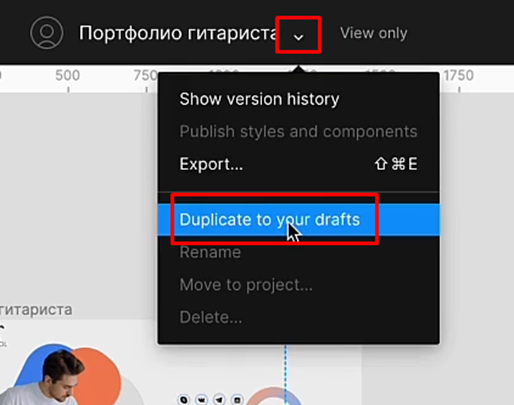 Портфолио гитариста
View only
500
750
1750
Show version history
Publish styles and components
Export... ⇧⌘E
Duplicate to your drafts
Rename
Move to project...
Delete...
гитариста